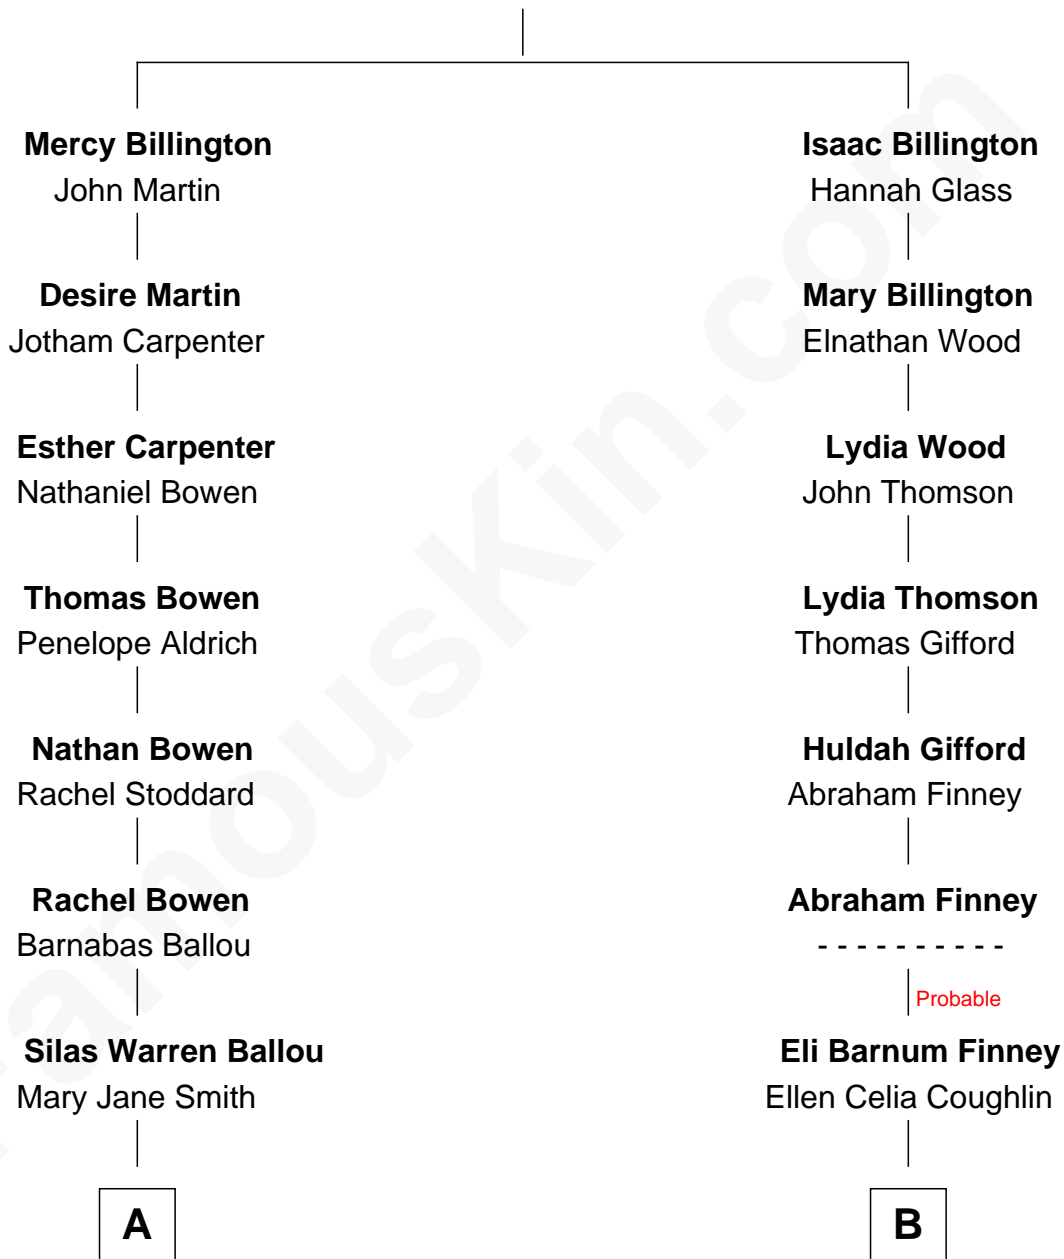 Mercy Billington
John Martin
Isaac Billington
Hannah Glass
Desire Martin
Jotham Carpenter
Mary Billington
Elnathan Wood
Esther Carpenter
Nathaniel Bowen
Lydia Wood
John Thomson
Thomas Bowen
Penelope Aldrich
Lydia Thomson
Thomas Gifford
Nathan Bowen
Rachel Stoddard
Huldah Gifford
Abraham Finney
Rachel Bowen
Barnabas Ballou
Abraham Finney
- - - - - - - - - -
Probable
Silas Warren Ballou
Mary Jane Smith
Eli Barnum Finney
Ellen Celia Coughlin
A
B
FamousKin.com